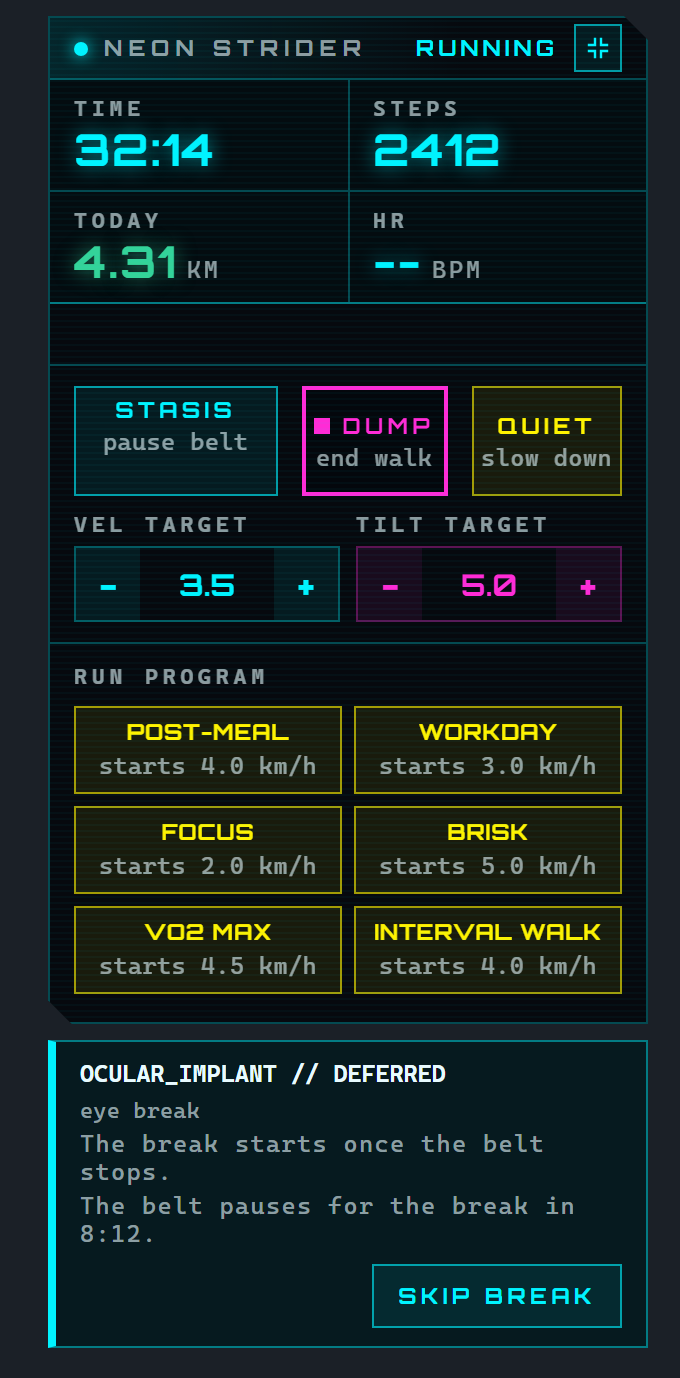 NEON STRIDER RUNNING
TIME STEPS
32:14 2412
TODAY HR
4.31 KM -- BPM
STASIS DUMP QUIET
pause belt end walk slow down
VEL TARGET TILT TARGET
- 3.5 + - 5.0 +
RUN PROGRAM
POST-MEAL WORKDAY
starts 4.0 km/h starts 3.0 km/h
FOCUS BRISK
starts 2.0 km/h starts 5.0 km/h
VO2 MAX INTERVAL WALK
starts 4.5 km/h starts 4.0 km/h
OCULAR_IMPLANT // DEFERRED
eye break
The break starts once the belt
stops.
The belt pauses for the break in
8:12.
SKIP BREAK